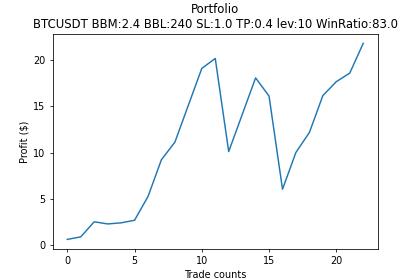 Portfolio
BTCUSDT BBM:2.4 BBL:240 SL:1.0 TP:0.4 lev:10 WinRatio:83.0
Profit ($)
20
15
10
5
0
0 5 10 15 20
Trade counts